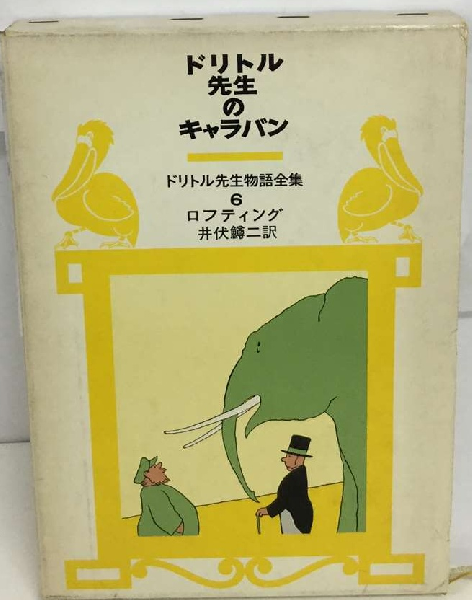 ドリトル
先生
の
キャラバン
ドリトル先生物語全集
6
ロフティング
井伏鱒二訳